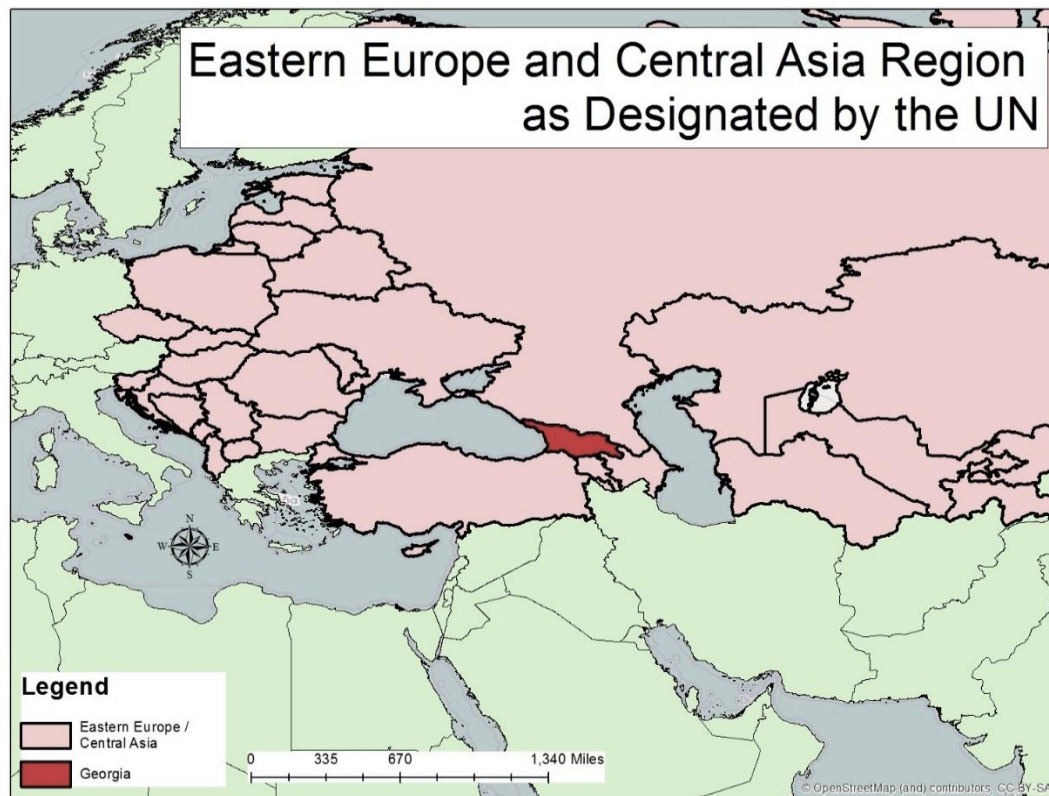 Eastern Europe and Central Asia Region
as Designated by the UN
N
W
E
S
Legend
Eastern Europe /
Central Asia
Georgia
0 335 670 1,340 Miles
© OpenStreetMap (and) contributors, CC-BY-SA